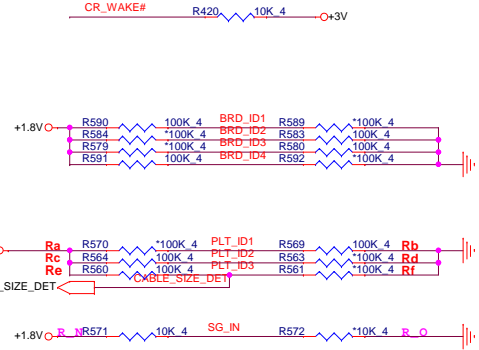 CR_WAKE# R420 10K_4 +3V
R590 100K_4 BRD_ID1 R589 *100K_4
+1.8V R584 *100K_4 BRD_ID2 R583 100K_4
R579 *100K_4 BRD_ID3 R580 100K_4
R591 100K_4 BRD_ID4 R592 *100K_4
Ra R570 *100K_4 PLT_ID1 R569 100K_4 Rb
Rc R564 100K_4 PLT_ID2 R563 *100K_4 Rd
Re R560 *100K_4 PLT_ID3 R561 *100K_4 Rf
_SIZE_DET CABLE_SIZE_DET
+1.8V R_N R571 10K_4 SG_IN R572 *10K_4 R_O